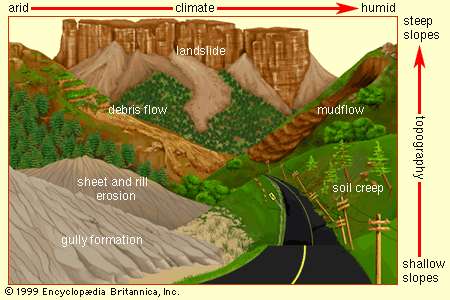 arid climate humid
steep
slopes
landslide
debris flow
mudflow
topography
sheet and rill
erosion
soil creep
gully formation
shallow
slopes
© 1999 Encyclopædia Britannica, Inc.